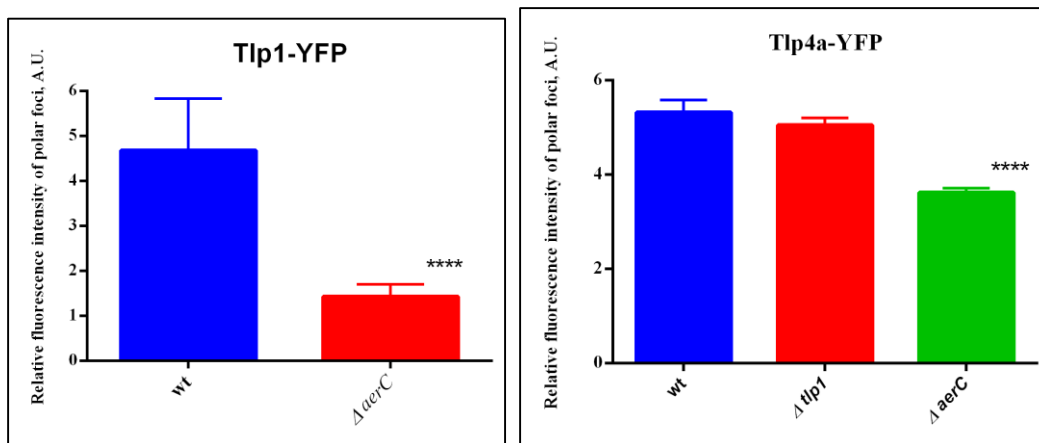 Tlp1-YFP
Relative fluorescence intensity of polar foci, A.U.
6
5
4
3
2
1
0
****
wt
Δ aerC
Tlp4a-YFP
Relative fluorescence intensity of polar foci, A.U.
6
4
2
0
****
wt
Δ tlp1
Δ aerC